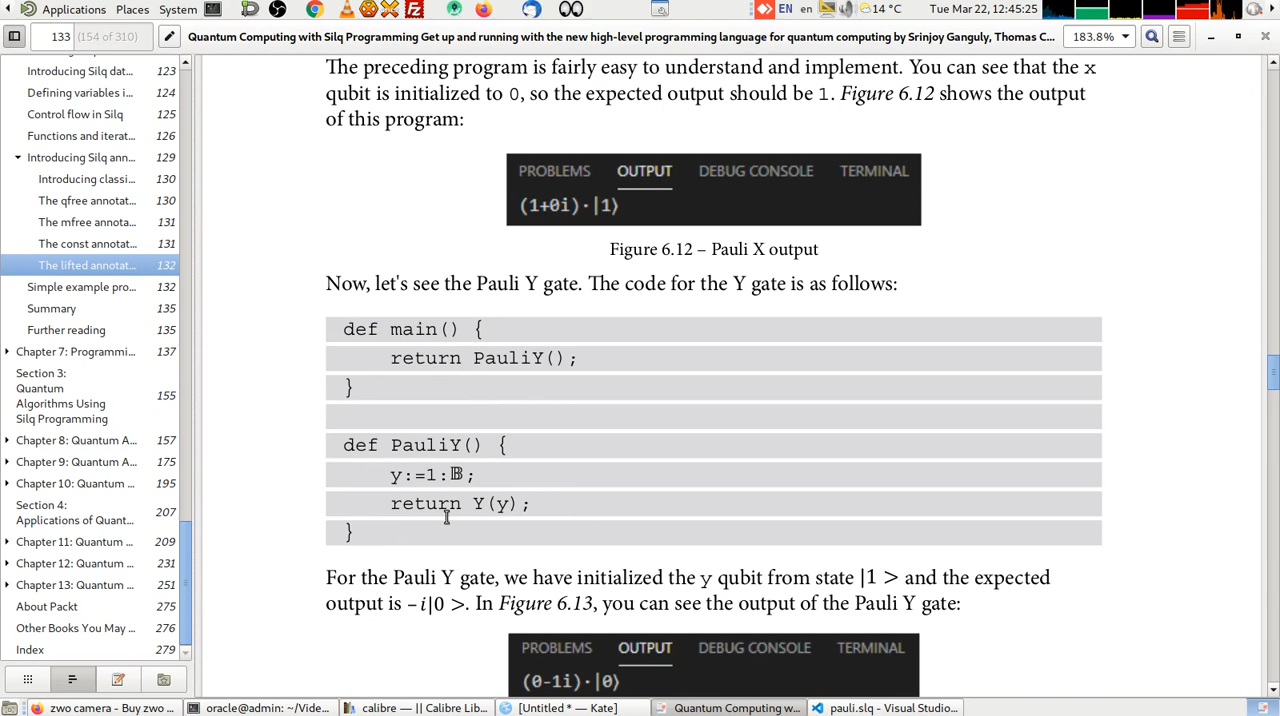 Applications Places System EN en 14 °C Tue Mar 22, 12:45:25
133 (154 of 310) Quantum Computing with Silq Programming Get up and running with the new high-level programming language for quantum computing by Srinjoy Ganguly, Thomas C... 183.8%
Introducing Silq dat... 123
Defining variables i... 124
Control flow in Silq 125
Functions and iterat... 126
Introducing Silq ann... 129
Introducing classi... 130
The qfree annotat... 130
The mfree annota... 131
The const annotat... 131
The lifted annotat... 132
Simple example pro... 132
Summary 135
Further reading 135
Chapter 7: Programmi... 137
Section 3:
Quantum
Algorithms Using
Silq Programming 155
Chapter 8: Quantum A... 157
Chapter 9: Quantum A... 175
Chapter 10: Quantum ... 195
Section 4:
Applications of Quant... 207
Chapter 11: Quantum ... 209
Chapter 12: Quantum ... 231
Chapter 13: Quantum ... 251
About Packt 275
Other Books You May ... 276
Index 279
The preceding program is fairly easy to understand and implement. You can see that the x
qubit is initialized to 0, so the expected output should be 1. Figure 6.12 shows the output
of this program:
PROBLEMS OUTPUT DEBUG CONSOLE TERMINAL
(1+0i)·|1⟩
Figure 6.12 – Pauli X output
Now, let's see the Pauli Y gate. The code for the Y gate is as follows:
def main() {
return PauliY();
}
def PauliY() {
y:=1:𝔹;
return Y(y);
}
For the Pauli Y gate, we have initialized the y qubit from state |1 > and the expected
output is –i|0 >. In Figure 6.13, you can see the output of the Pauli Y gate:
PROBLEMS OUTPUT DEBUG CONSOLE TERMINAL
(0-1i)·|0⟩
zwo camera - Buy zwo ... oracle@admin: ~/Vide... calibre — || Calibre Lib... [Untitled * — Kate] Quantum Computing w... pauli.slq - Visual Studio...